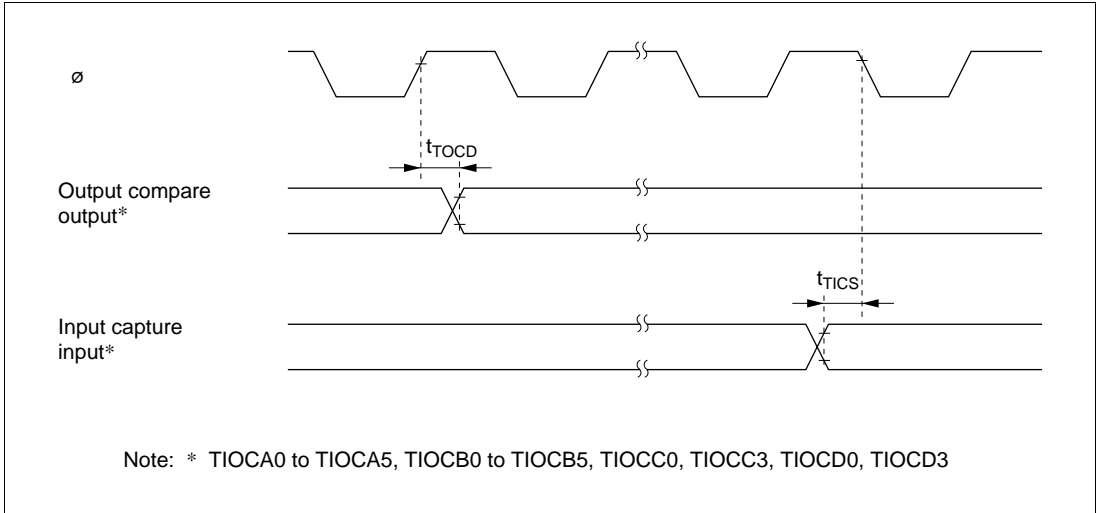 ø
tTOCD
Output compare
output*
tTICS
Input capture
input*
Note: * TIOCA0 to TIOCA5, TIOCB0 to TIOCB5, TIOCC0, TIOCC3, TIOCD0, TIOCD3